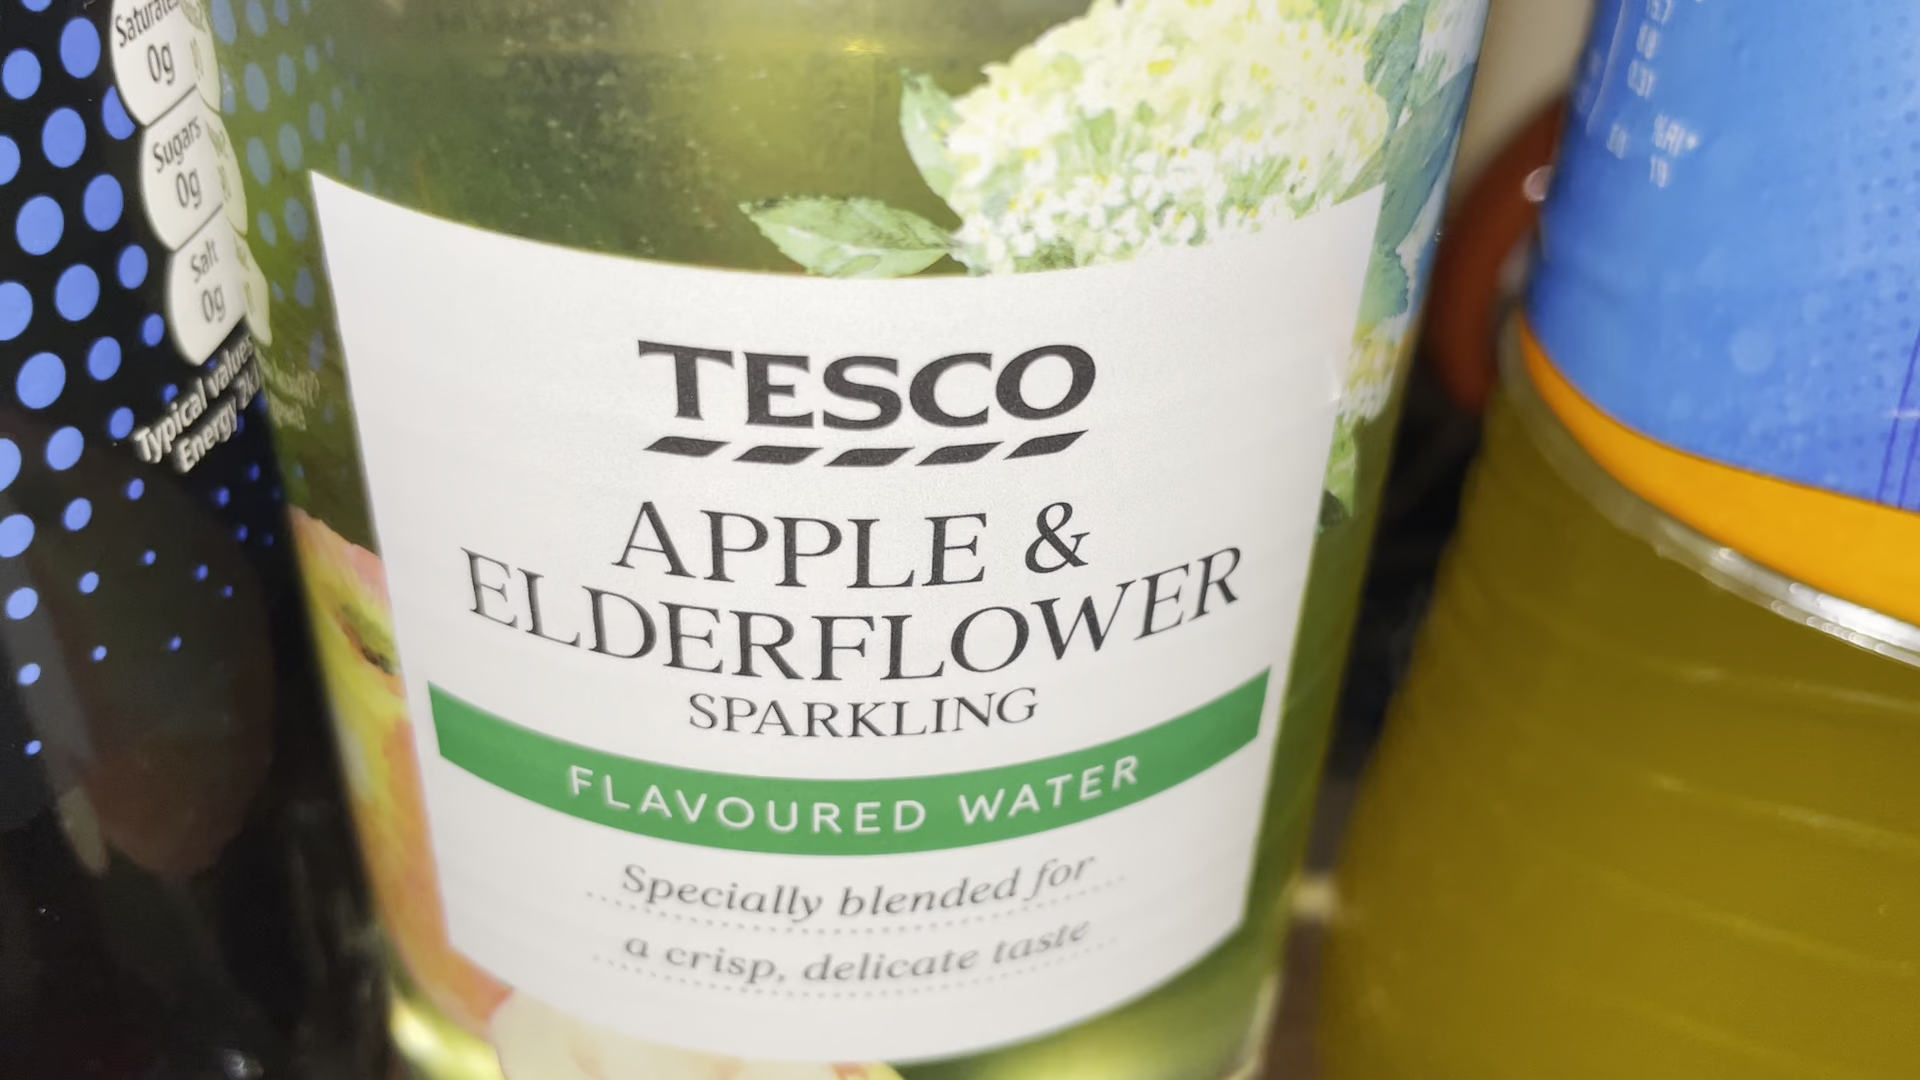 Saturates
0g
Sugars
0g
Salt
0g
Typical values
Energy
TESCO
APPLE &
ELDERFLOWER
SPARKLING
FLAVOURED WATER
Specially blended for
a crisp, delicate taste
%RI*